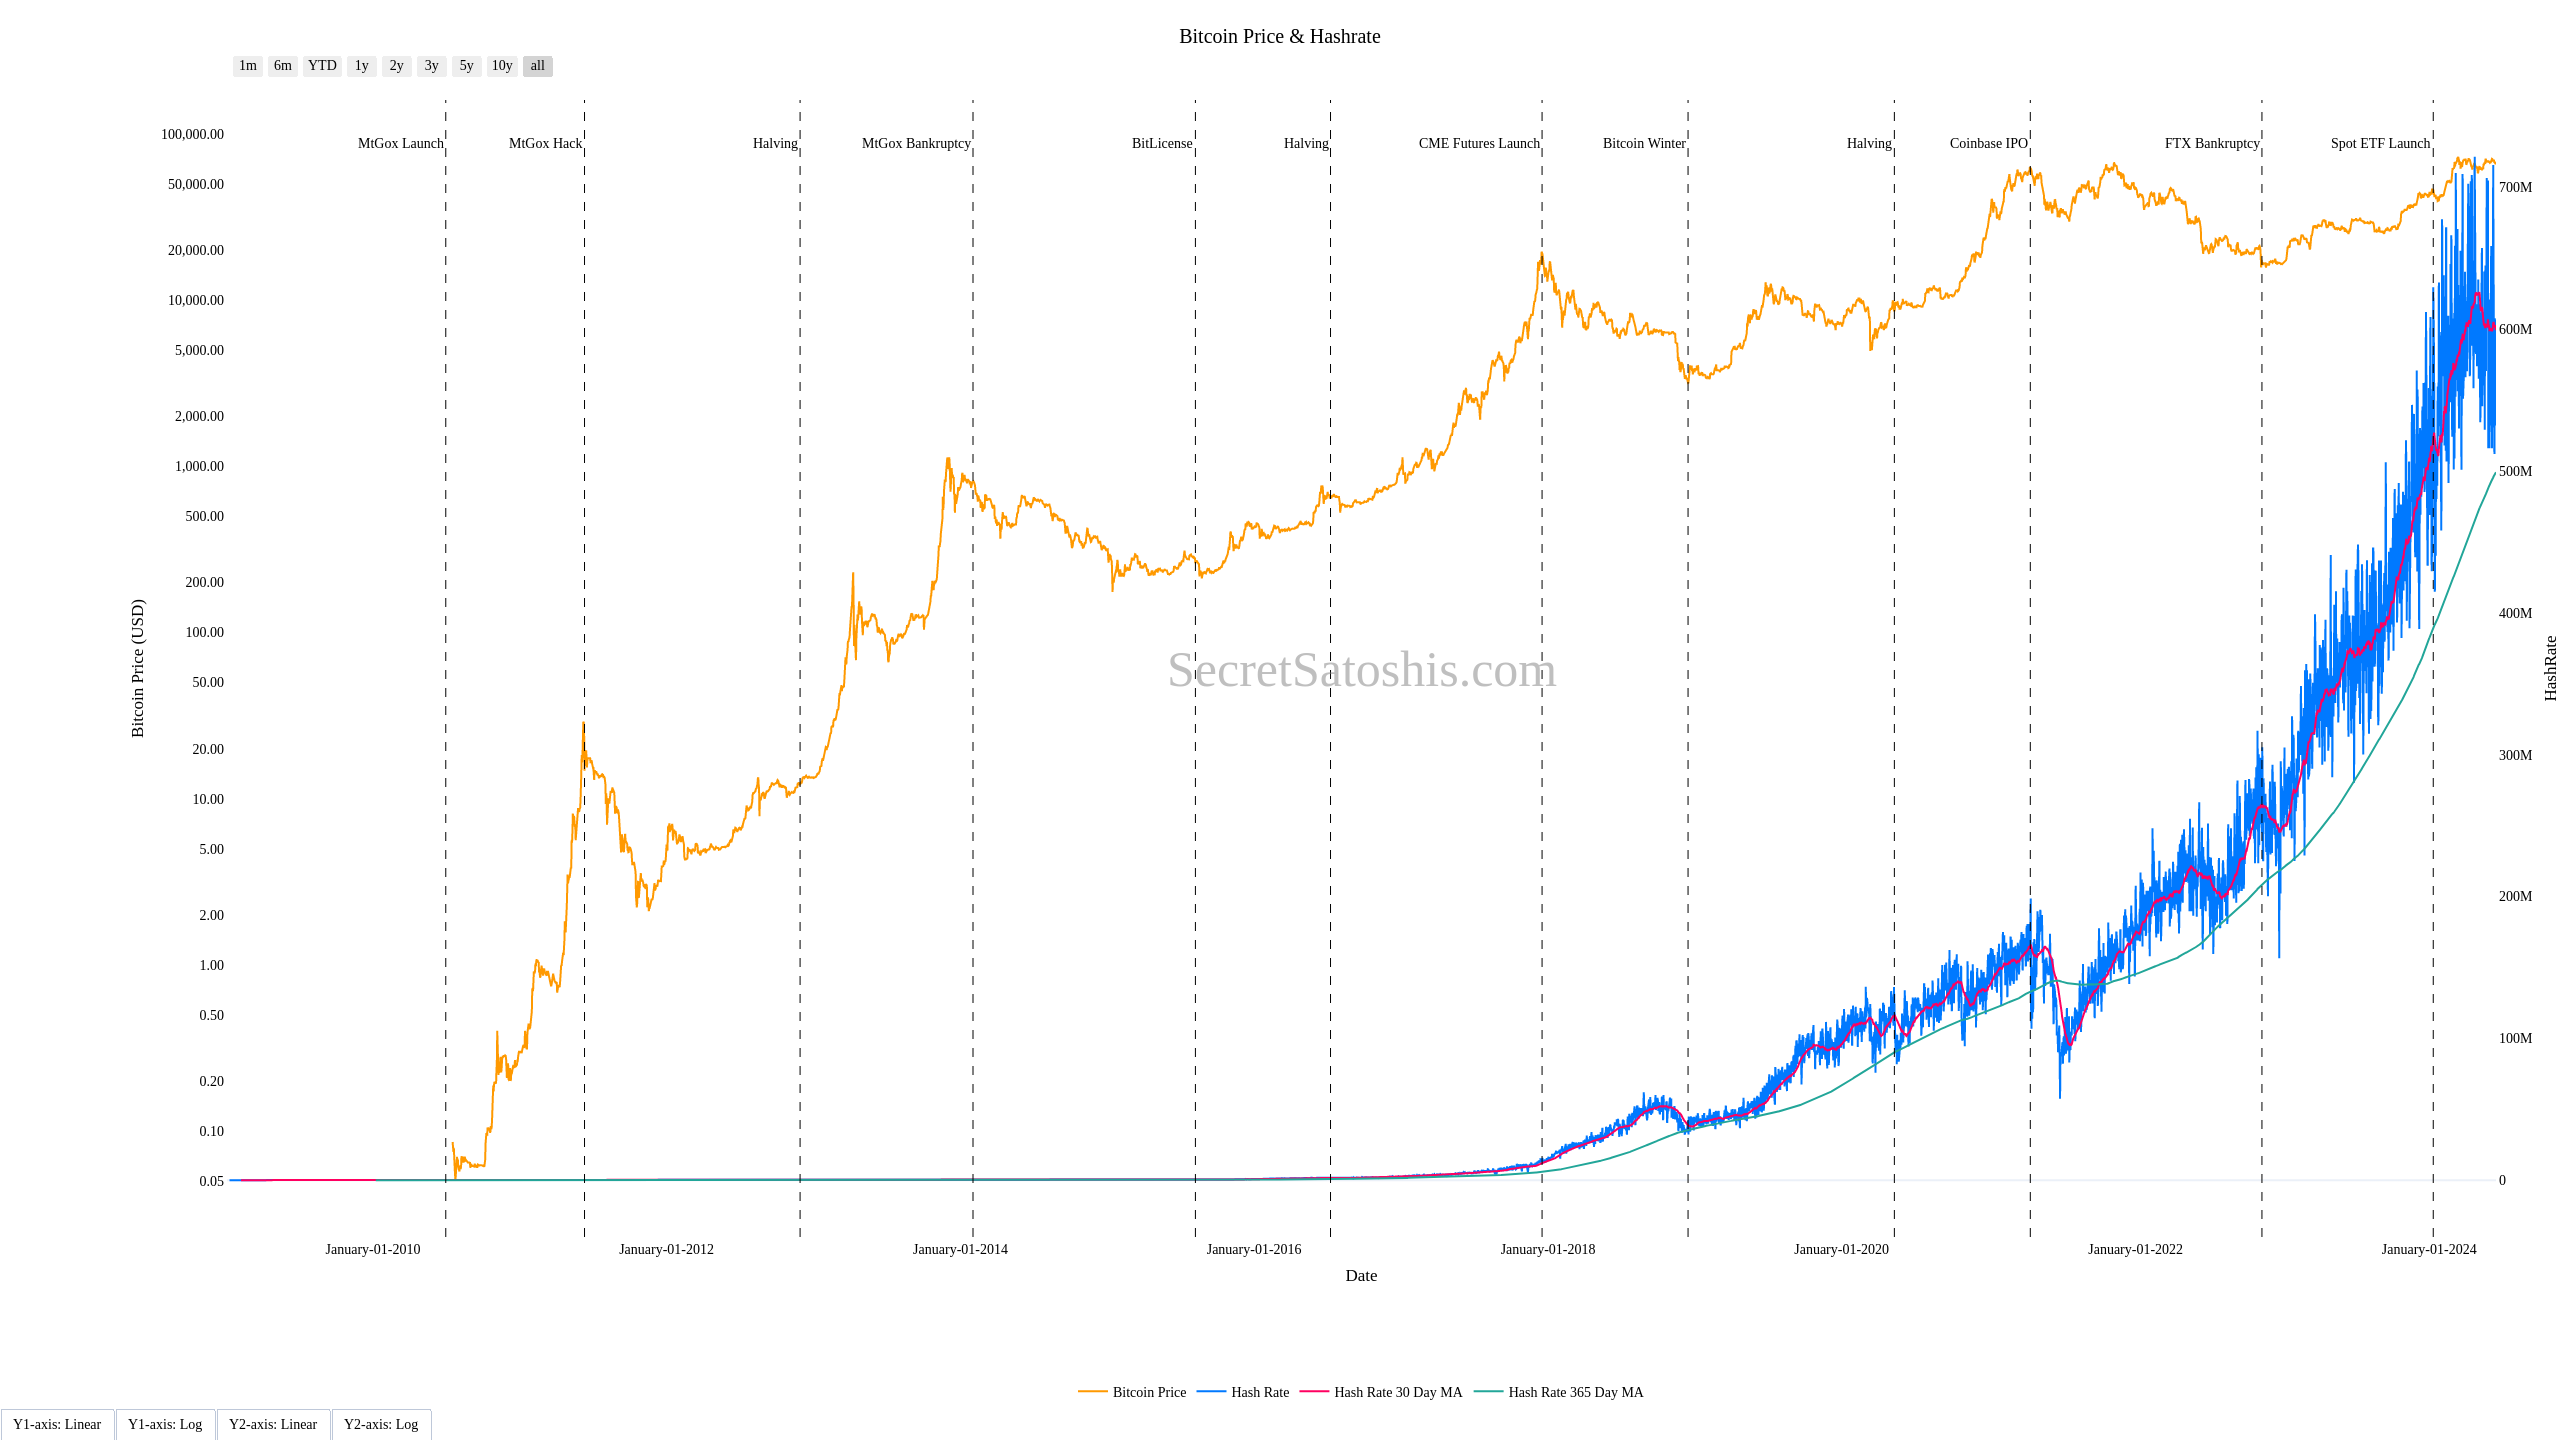 Bitcoin Price & Hashrate
1m 6m YTD 1y 2y 3y 5y 10y all
MtGox Launch MtGox Hack Halving MtGox Bankruptcy BitLicense Halving CME Futures Launch Bitcoin Winter Halving Coinbase IPO FTX Bankruptcy Spot ETF Launch
100,000.00
50,000.00
20,000.00
10,000.00
5,000.00
2,000.00
1,000.00
500.00
200.00
100.00
50.00
20.00
10.00
5.00
2.00
1.00
0.50
0.20
0.10
0.05
Bitcoin Price (USD)
SecretSatoshis.com
700M
600M
500M
400M
300M
200M
100M
0
HashRate
January-01-2010 January-01-2012 January-01-2014 January-01-2016 January-01-2018 January-01-2020 January-01-2022 January-01-2024
Date
Bitcoin Price Hash Rate Hash Rate 30 Day MA Hash Rate 365 Day MA
Y1-axis: Linear Y1-axis: Log Y2-axis: Linear Y2-axis: Log